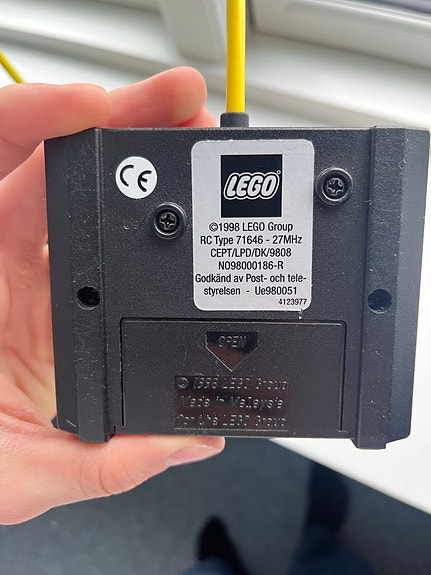 CE
LEGO
©1998 LEGO Group
RC Type 71646 - 27MHz
CEPT/LPD/DK/9808
NO98000186-R
Godkänd av Post- och tele-
styrelsen - Ue980051
4123977
OPEN
© 1998 LEGO Group
Made in Malaysia
for the LEGO Group